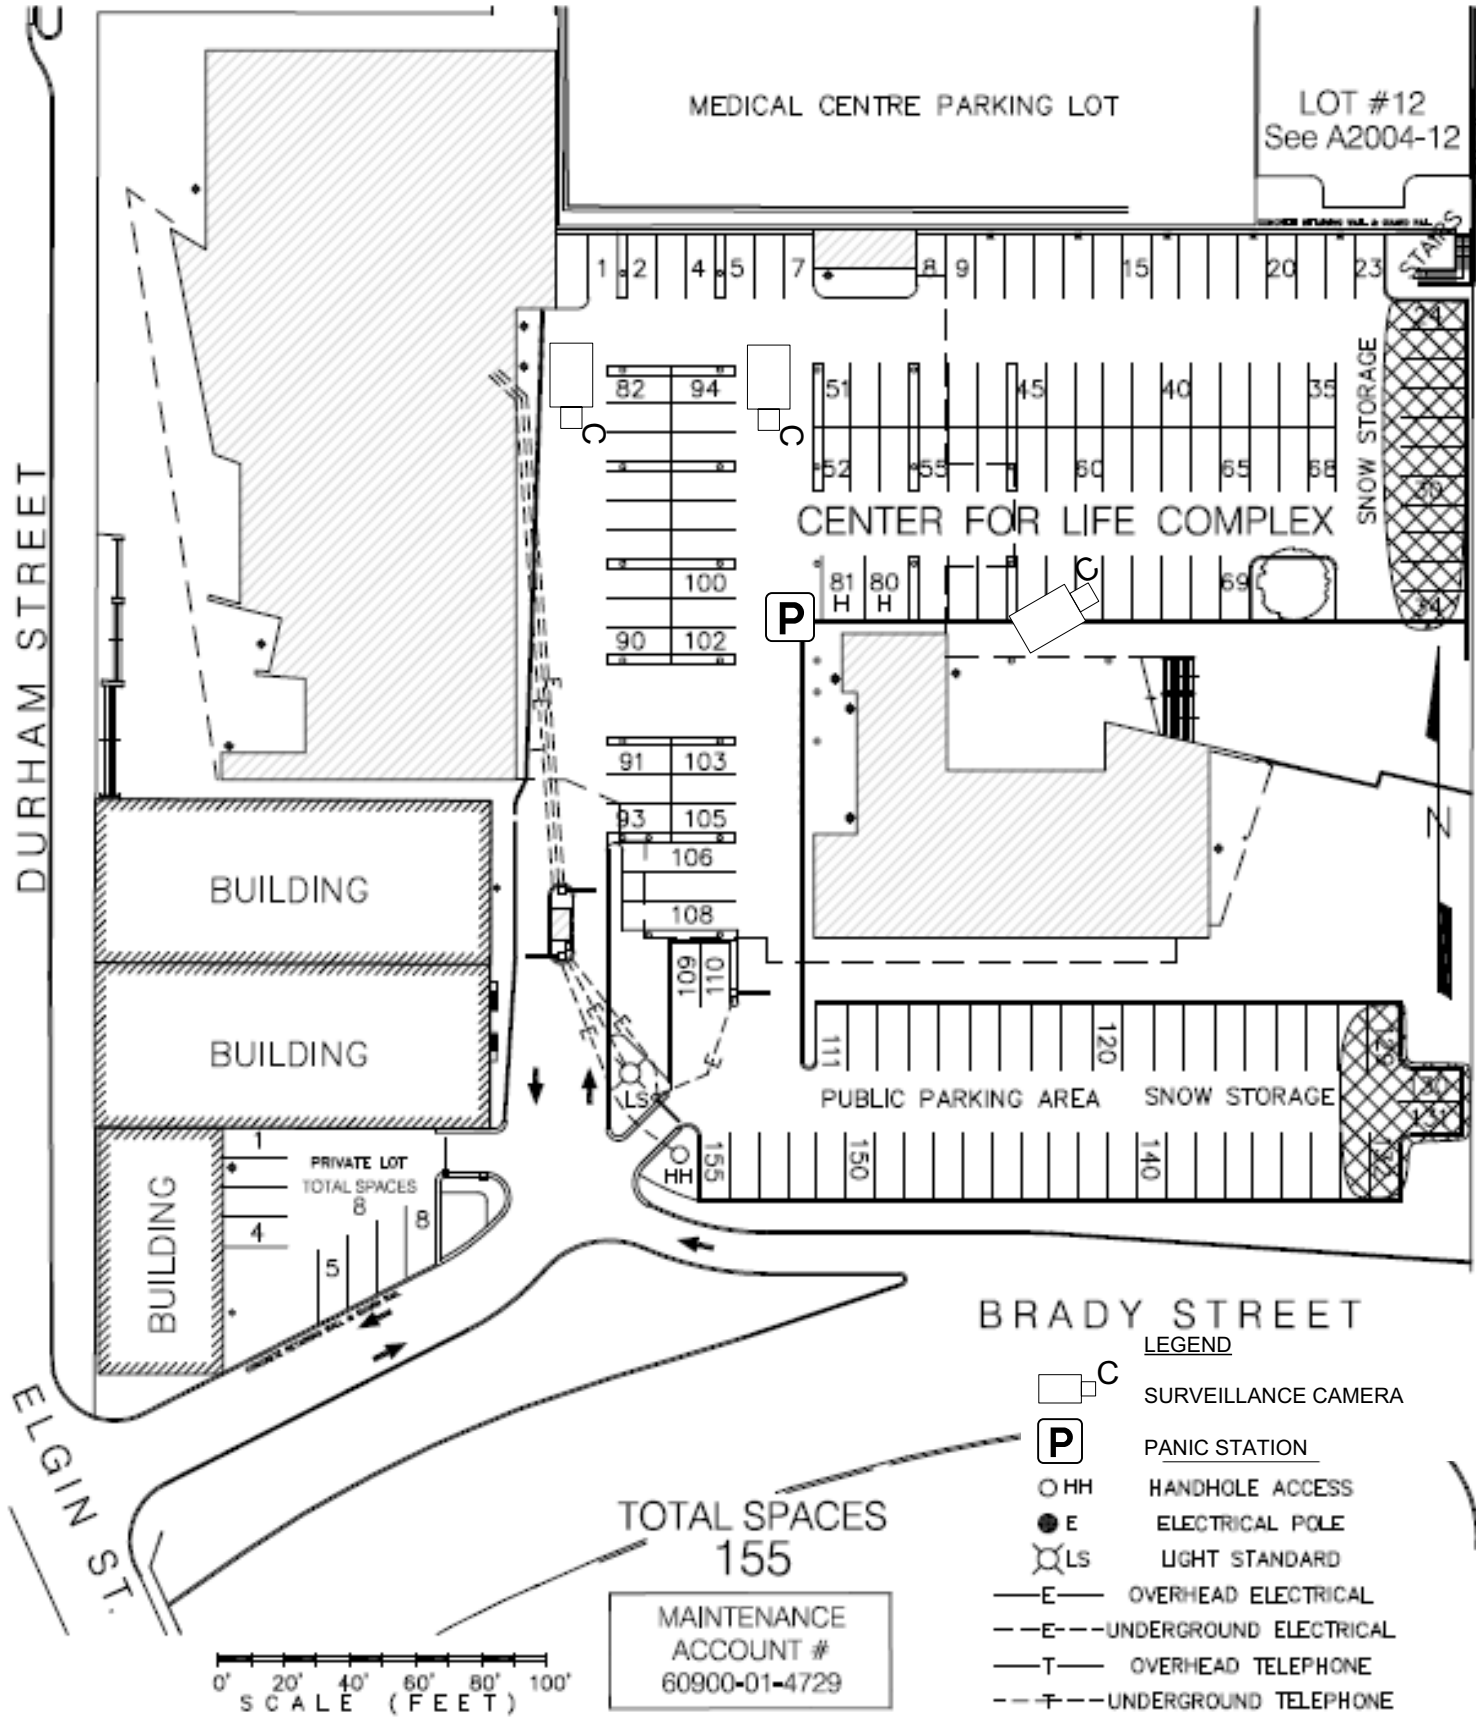 MEDICAL CENTRE PARKING LOT
LOT #12
See A2004-12
STAIRS
1 2 4 5 7 8 9 15 20 23
24
30
34
SNOW STORAGE
82 94
51 45 40 35
52 55 60 65 68
CENTER FOR LIFE COMPLEX
C
C
C
100
81 80 69
H H
P
90 102
91 103
93 105
106
108
109 110
DURHAM STREET
BUILDING
BUILDING
BUILDING
N
E
E
E
E
E
E
LS
HH
111 120
PUBLIC PARKING AREA SNOW STORAGE
131
155 150 140
1
PRIVATE LOT
TOTAL SPACES
8
4
5 8
BRADY STREET
ELGIN ST.
LEGEND
C SURVEILLANCE CAMERA
P PANIC STATION
HH HANDHOLE ACCESS
E ELECTRICAL POLE
LS LIGHT STANDARD
E OVERHEAD ELECTRICAL
E UNDERGROUND ELECTRICAL
T OVERHEAD TELEPHONE
T UNDERGROUND TELEPHONE
TOTAL SPACES
155
MAINTENANCE
ACCOUNT #
60900-01-4729
0' 20' 40' 60' 80' 100'
SCALE (FEET)